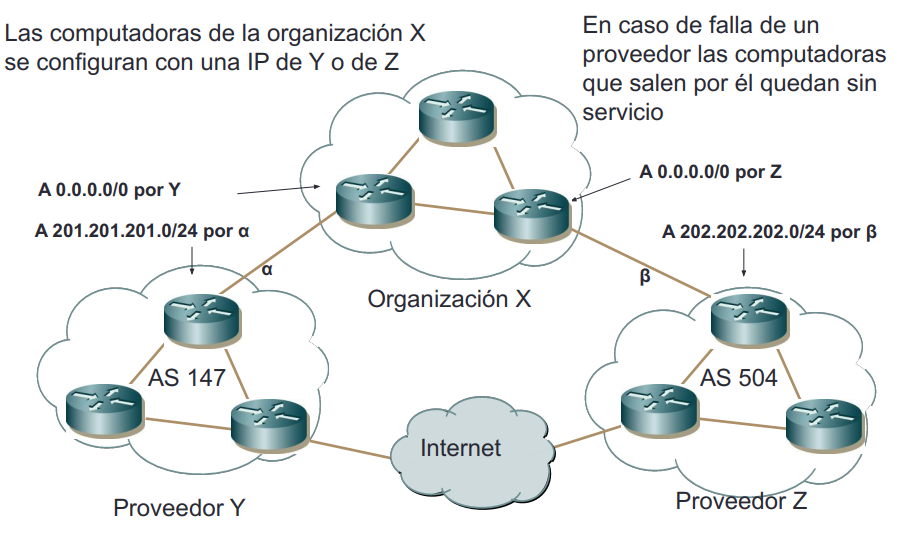 Las computadoras de la organización X
se configuran con una IP de Y o de Z
En caso de falla de un
proveedor las computadoras
que salen por él quedan sin
servicio
A 0.0.0.0/0 por Y
A 0.0.0.0/0 por Z
A 201.201.201.0/24 por α
A 202.202.202.0/24 por β
α
β
Organización X
AS 147
AS 504
Internet
Proveedor Y
Proveedor Z